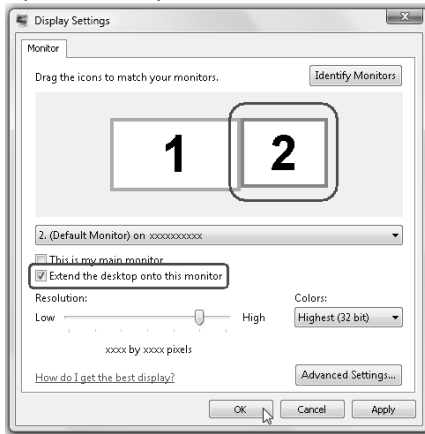 Display Settings
Monitor
Drag the icons to match your monitors.
Identify Monitors
1 2
2. (Default Monitor) on xxxxxxxxxx
This is my main monitor
Extend the desktop onto this monitor
Resolution: Colors:
Low High Highest (32 bit)
xxxx by xxxx pixels
How do I get the best display? Advanced Settings...
OK Cancel Apply